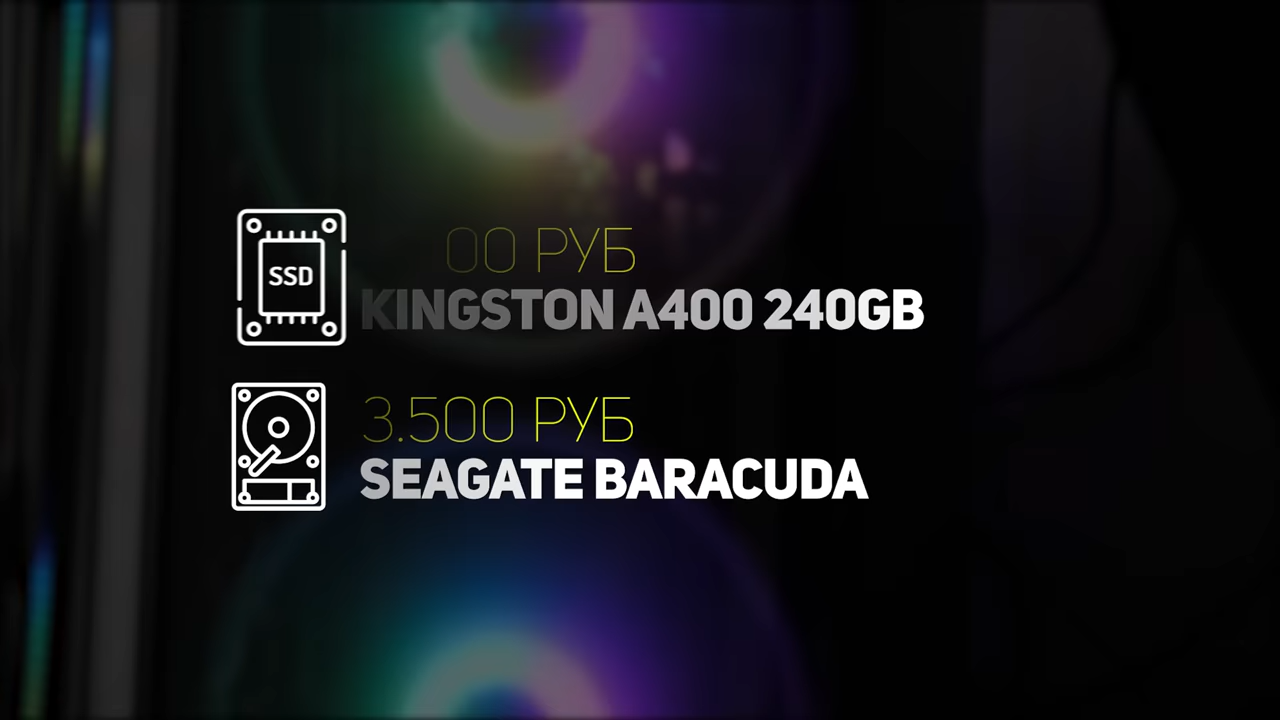 SSD
00 РУБ
KINGSTON A400 240GB
3.500 РУБ
SEAGATE BARACUDA